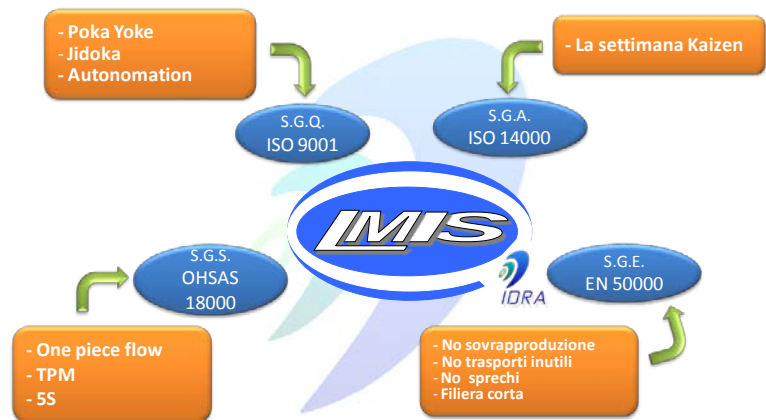 - Poka Yoke
- Jidoka
- Autonomation
- La settimana Kaizen
S.G.Q.
ISO 9001
S.G.A.
ISO 14000
LMIS
S.G.S.
OHSAS
18000
IDRA
S.G.E.
EN 50000
- One piece flow
- TPM
- 5S
- No sovrapproduzione
- No trasporti inutili
- No sprechi
- Filiera corta